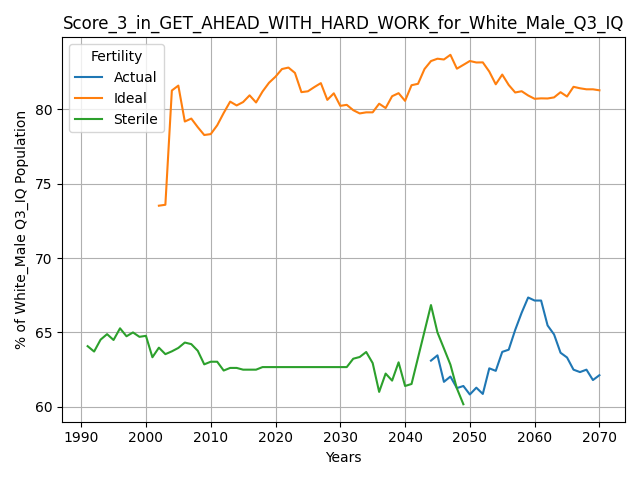 Score_3_in_GET_AHEAD_WITH_HARD_WORK_for_White_Male_Q3_IQ
Fertility
Actual
Ideal
Sterile
% of White_Male Q3_IQ Population
80
75
70
65
60
1990 2000 2010 2020 2030 2040 2050 2060 2070
Years